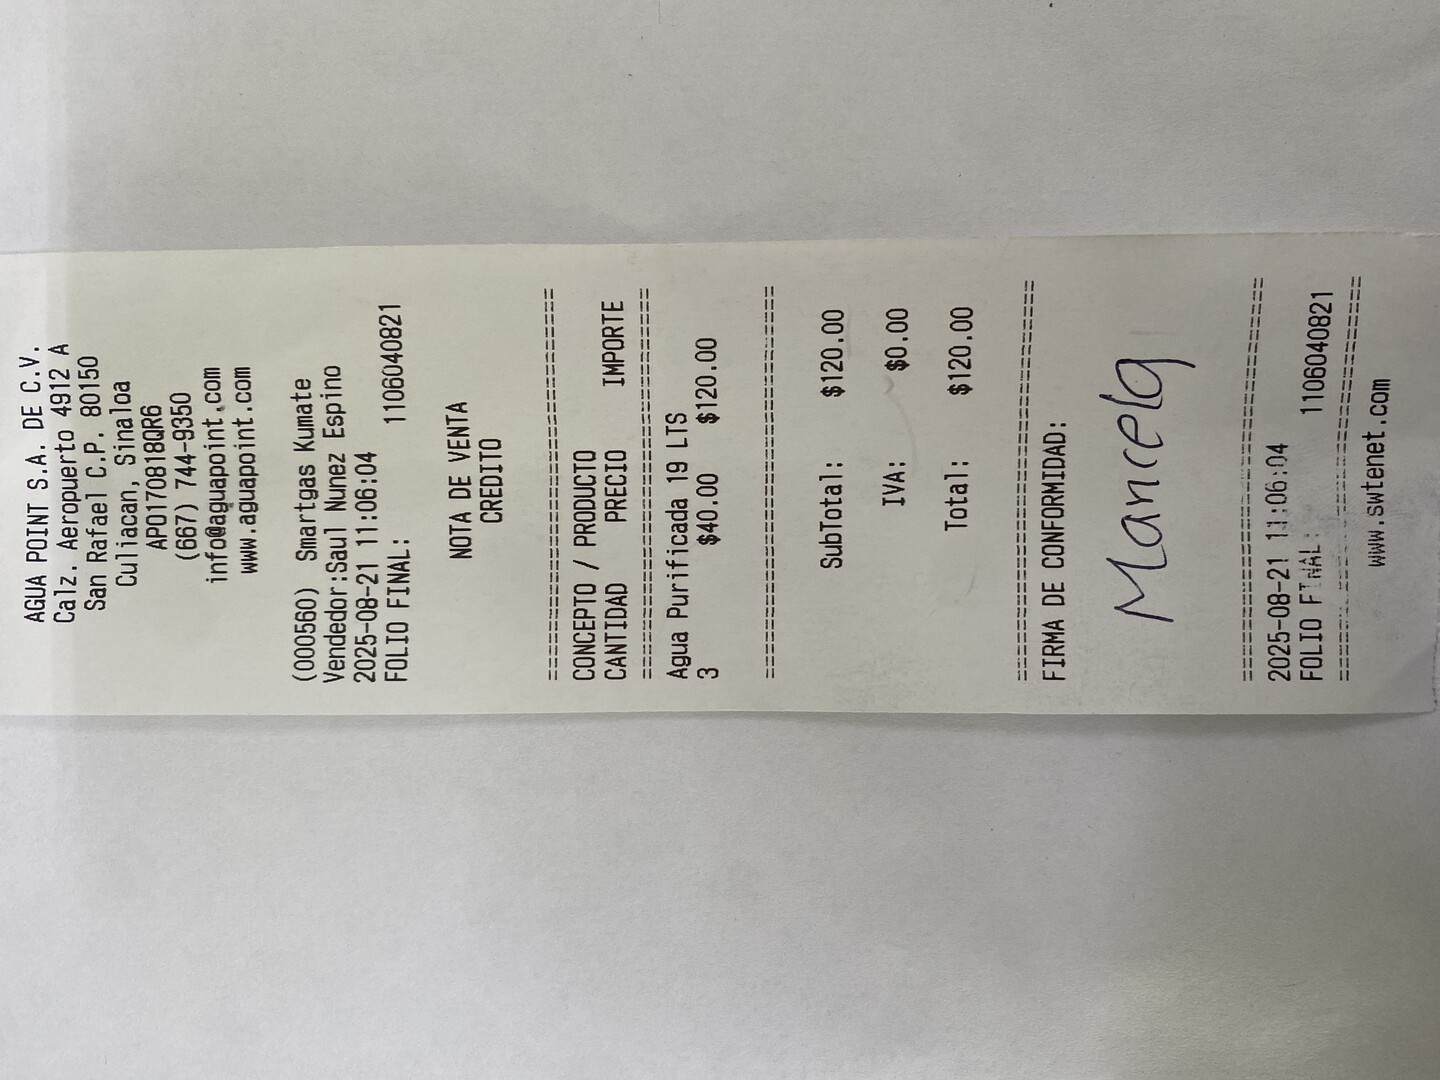 AGUA POINT S.A. DE C.V.
Calz. Aeropuerto 4912 A
San Rafael C.P. 80150
Culiacan, Sinaloa
APO170818QR6
(667) 744-9350
info@aguapoint.com
www.aguapoint.com
(000560) Smartgas Kumate
Vendedor:Saul Nunez Espino
2025-08-21 11:06:04
FOLIO FINAL: 1106040821
NOTA DE VENTA
CREDITO
=========================================
CONCEPTO / PRODUCTO
CANTIDAD PRECIO IMPORTE
=========================================
Agua Purificada 19 LTS
3 $40.00 $120.00
=========================================
SubTotal: $120.00
IVA: $0.00
Total: $120.00
=========================================
FIRMA DE CONFORMIDAD:
Marcela
=========================================
2025-08-21 11:06:04
FOLIO FINAL: 1106040821
=========================================
www.swtenet.com